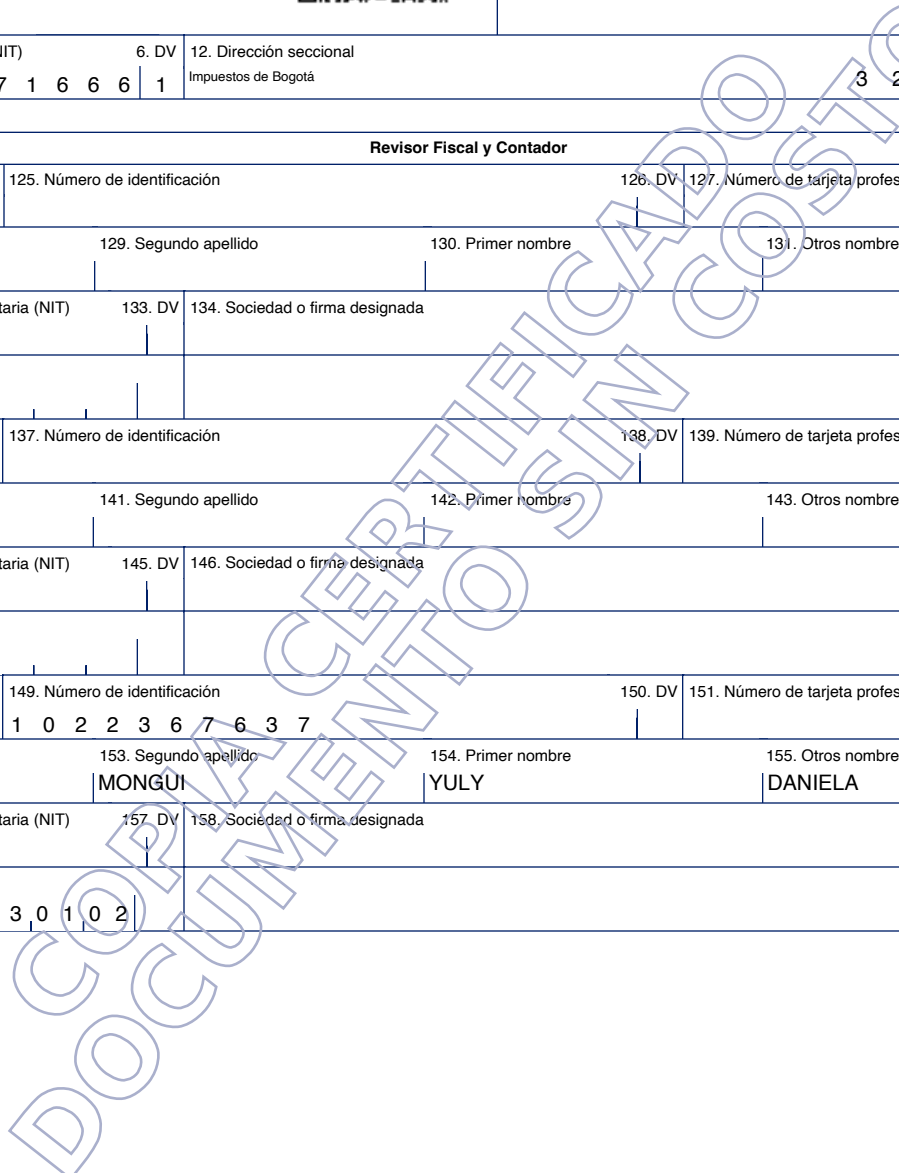 NIT) 6. DV 12. Dirección seccional
7 1 6 6 6 1 Impuestos de Bogotá 3 2
Revisor Fiscal y Contador
125. Número de identificación 126. DV 127. Número de tarjeta profes
129. Segundo apellido 130. Primer nombre 131. Otros nombre
taria (NIT) 133. DV 134. Sociedad o firma designada
137. Número de identificación 138. DV 139. Número de tarjeta profes
141. Segundo apellido 142. Primer nombre 143. Otros nombre
taria (NIT) 145. DV 146. Sociedad o firma designada
149. Número de identificación 150. DV 151. Número de tarjeta profes
1 0 2 2 3 6 7 6 3 7
153. Segundo apellido 154. Primer nombre 155. Otros nombre
MONGUI YULY DANIELA
taria (NIT) 157. DV 158. Sociedad o firma designada
3 0 1 0 2
COPIA CERTIFICADO
DOCUMENTO SIN COSTO